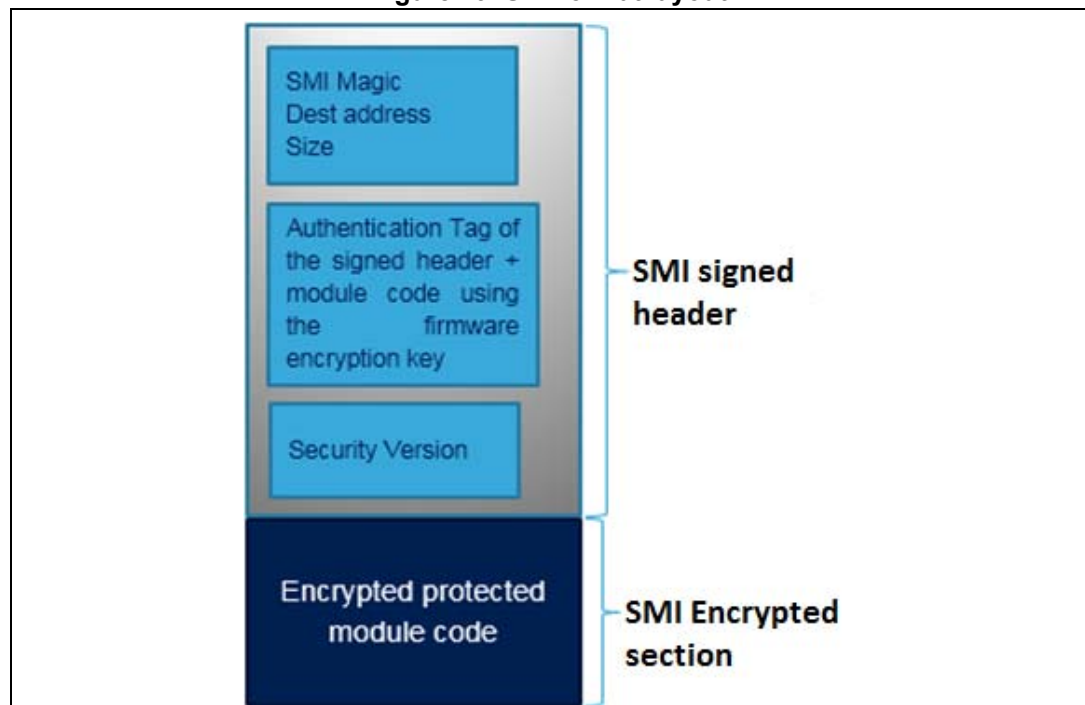 SMI Magic
Dest address
Size
Authentication Tag of
the signed header +
module code using
the firmware
encryption key
Security Version
SMI signed
header
Encrypted protected
module code
SMI Encrypted
section